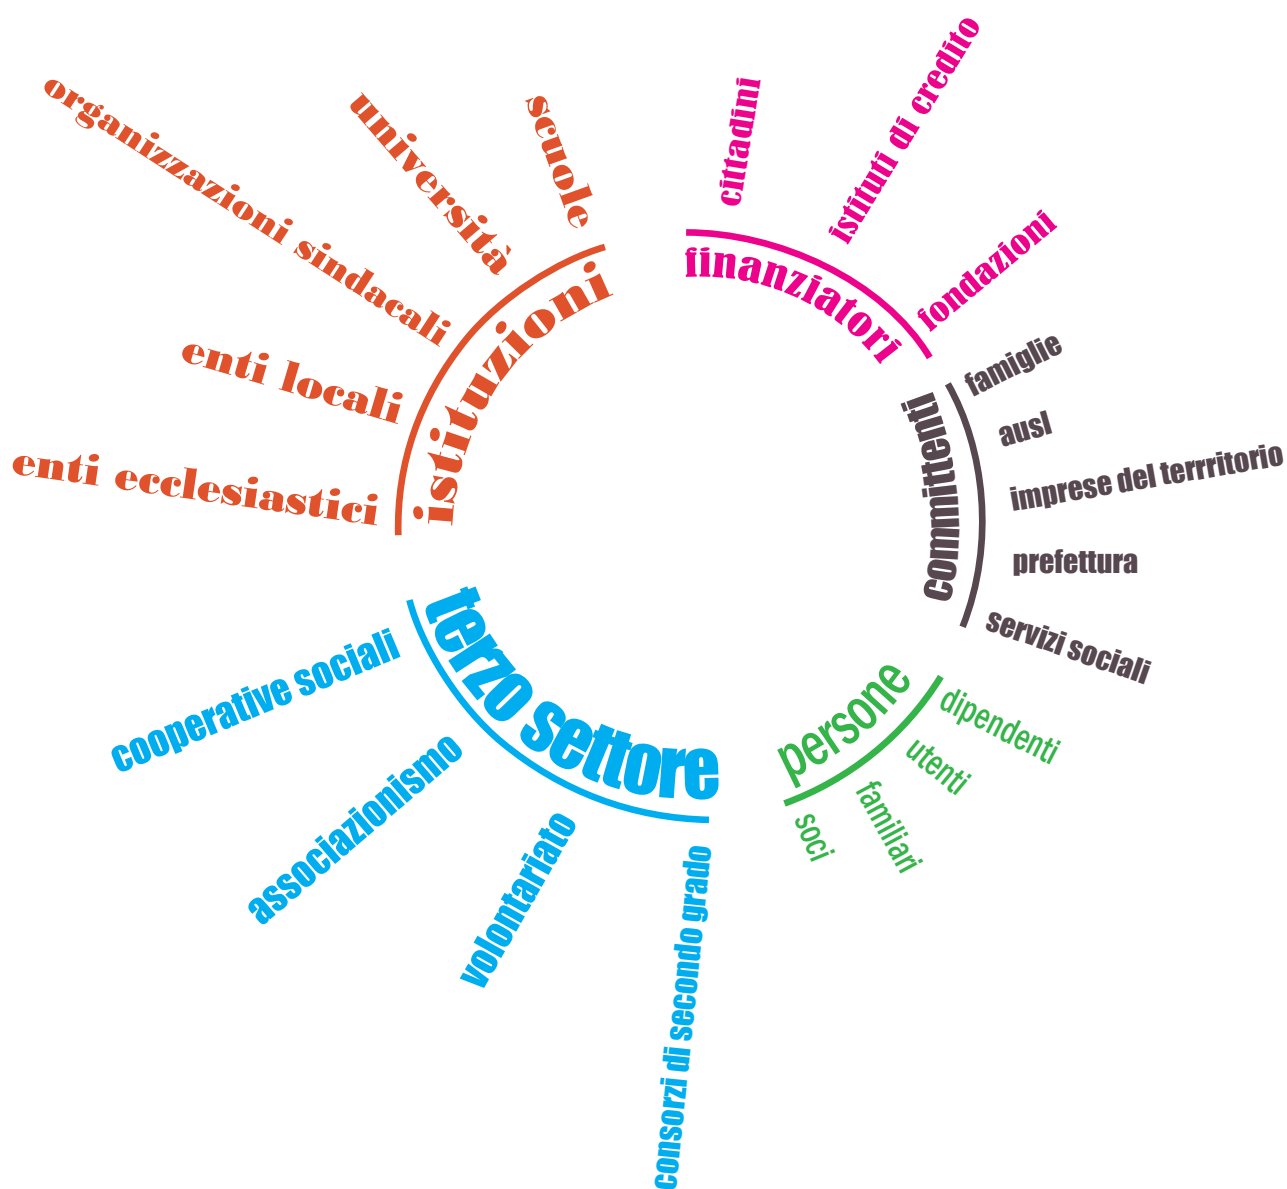 istituzioni
enti ecclesiastici
enti locali
organizzazioni sindacali
università
scuole
finanziatori
cittadini
istituti di credito
fondazioni
committenti
famiglie
ausl
imprese del terrritorio
prefettura
servizi sociali
persone
dipendenti
utenti
familiari
soci
terzo settore
consorzi di secondo grado
volontariato
associazionismo
cooperative sociali